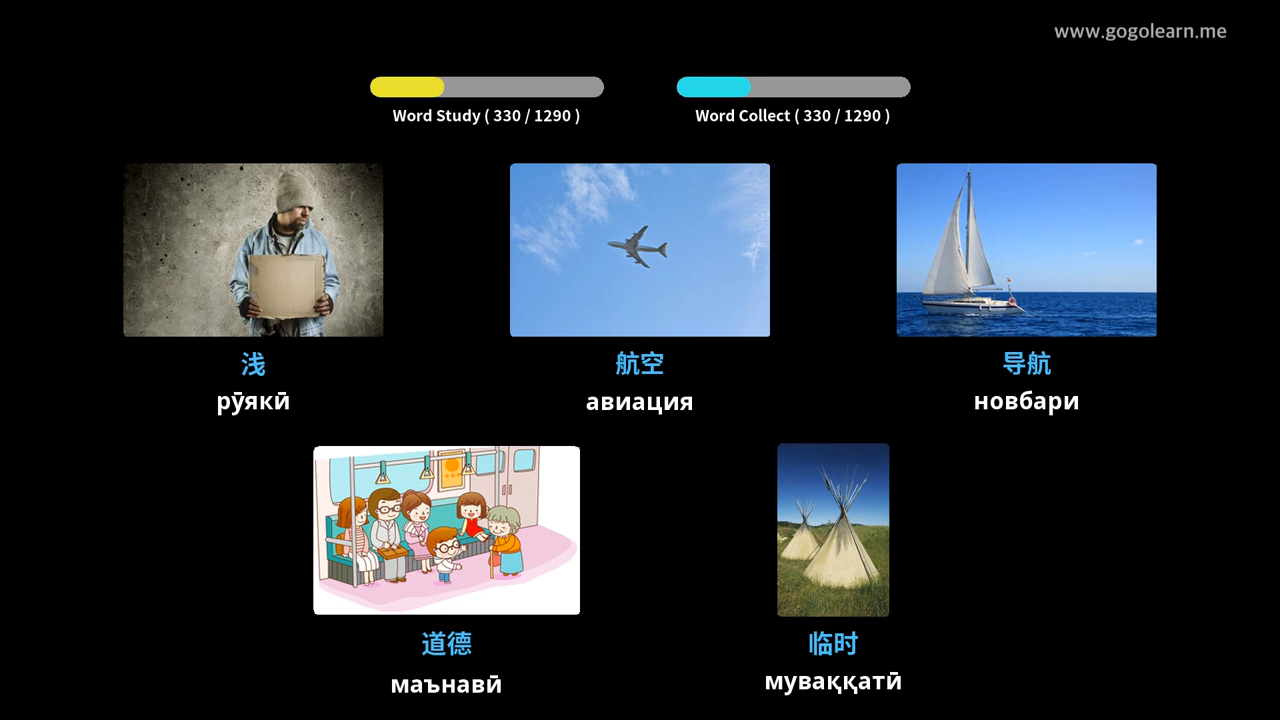 www.gogolearn.me
Word Study ( 330 / 1290 )
Word Collect ( 330 / 1290 )
浅
рӯякӣ
航空
авиация
导航
новбари
道德
маънавӣ
临时
муваққатӣ